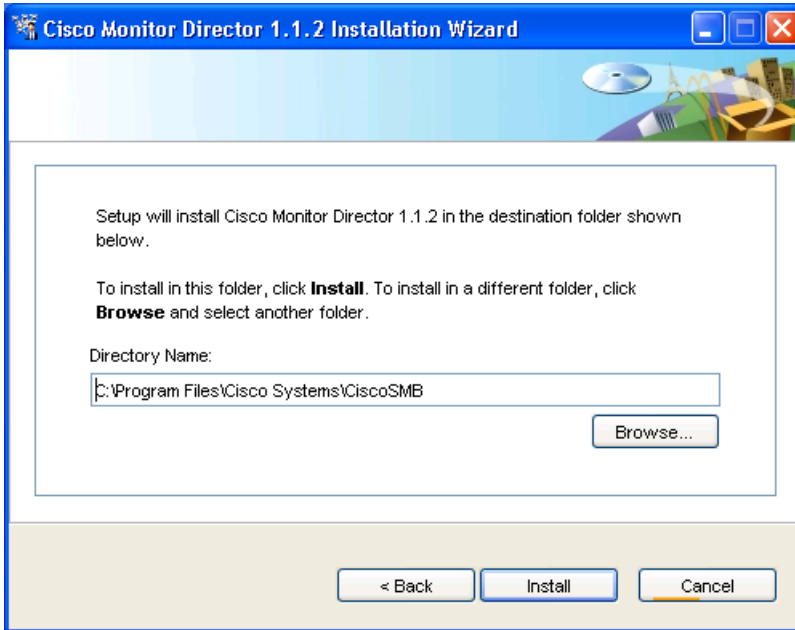 Cisco Monitor Director 1.1.2 Installation Wizard
Setup will install Cisco Monitor Director 1.1.2 in the destination folder shown
below.
To install in this folder, click Install. To install in a different folder, click
Browse and select another folder.
Directory Name:
C:\Program Files\Cisco Systems\CiscoSMB
Browse...
< Back
Install
Cancel